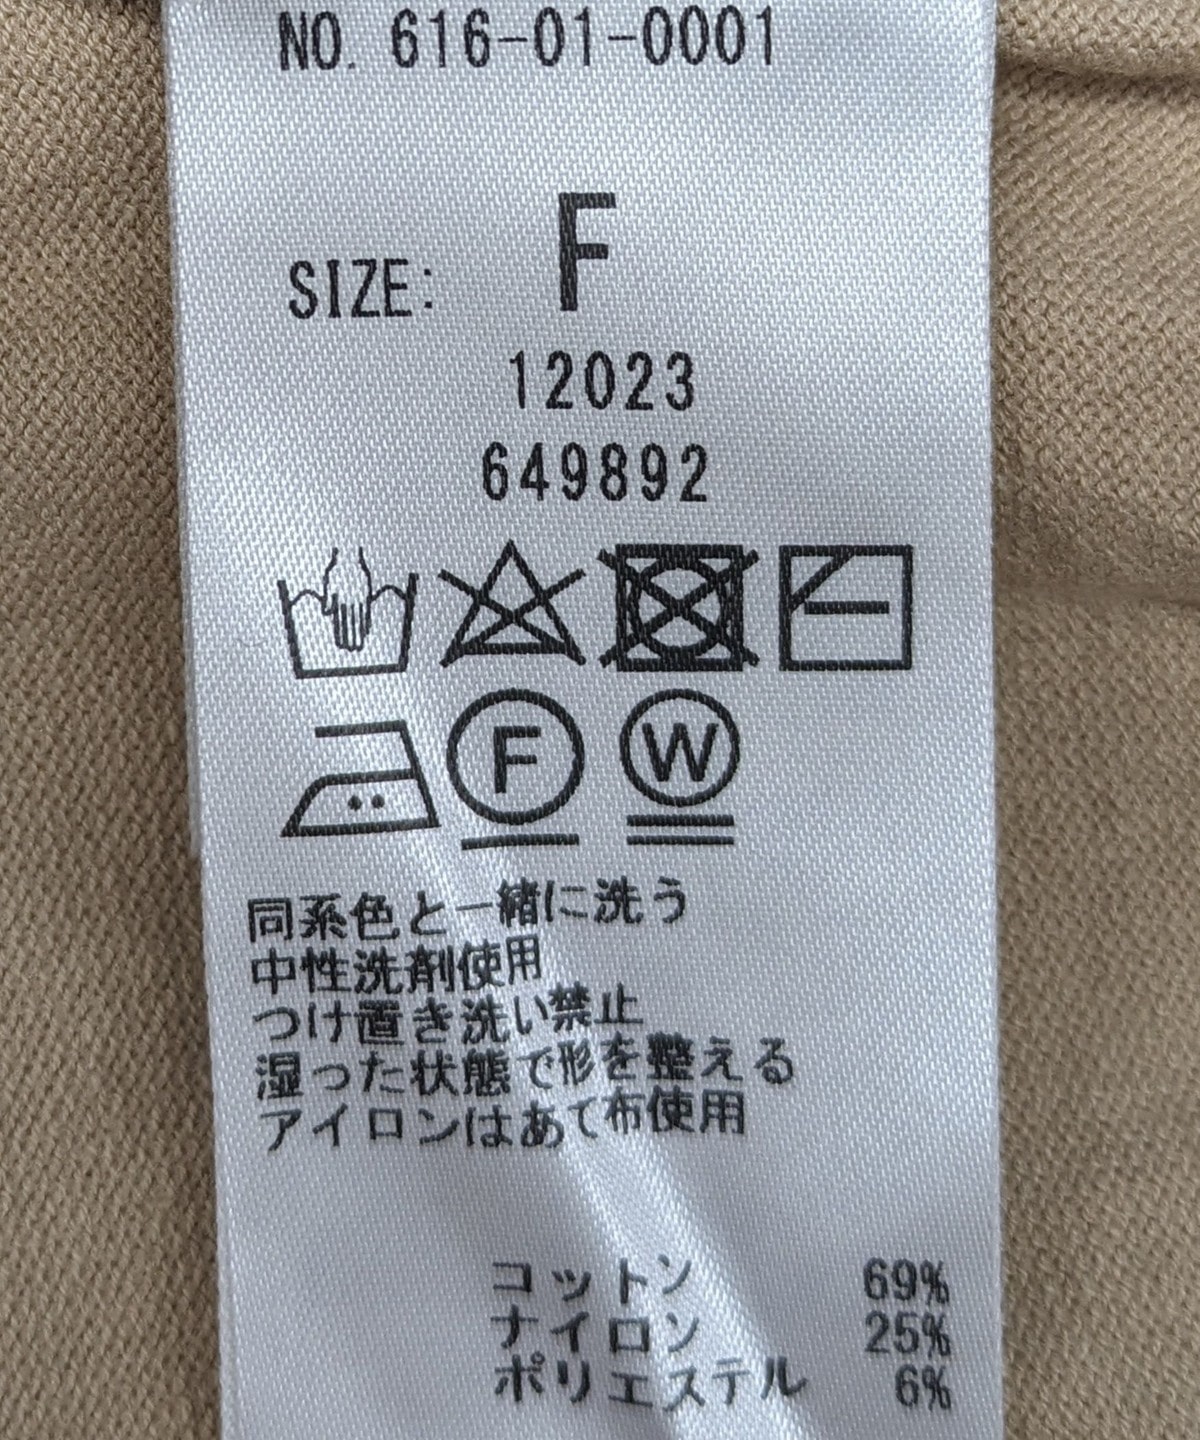 NO. 616-01-0001
SIZE: F
12023
649892
F W
同系色と一緒に洗う
中性洗剤使用
つけ置き洗い禁止
湿った状態で形を整える
アイロンはあて布使用
コットン 69%
ナイロン 25%
ポリエステル 6%